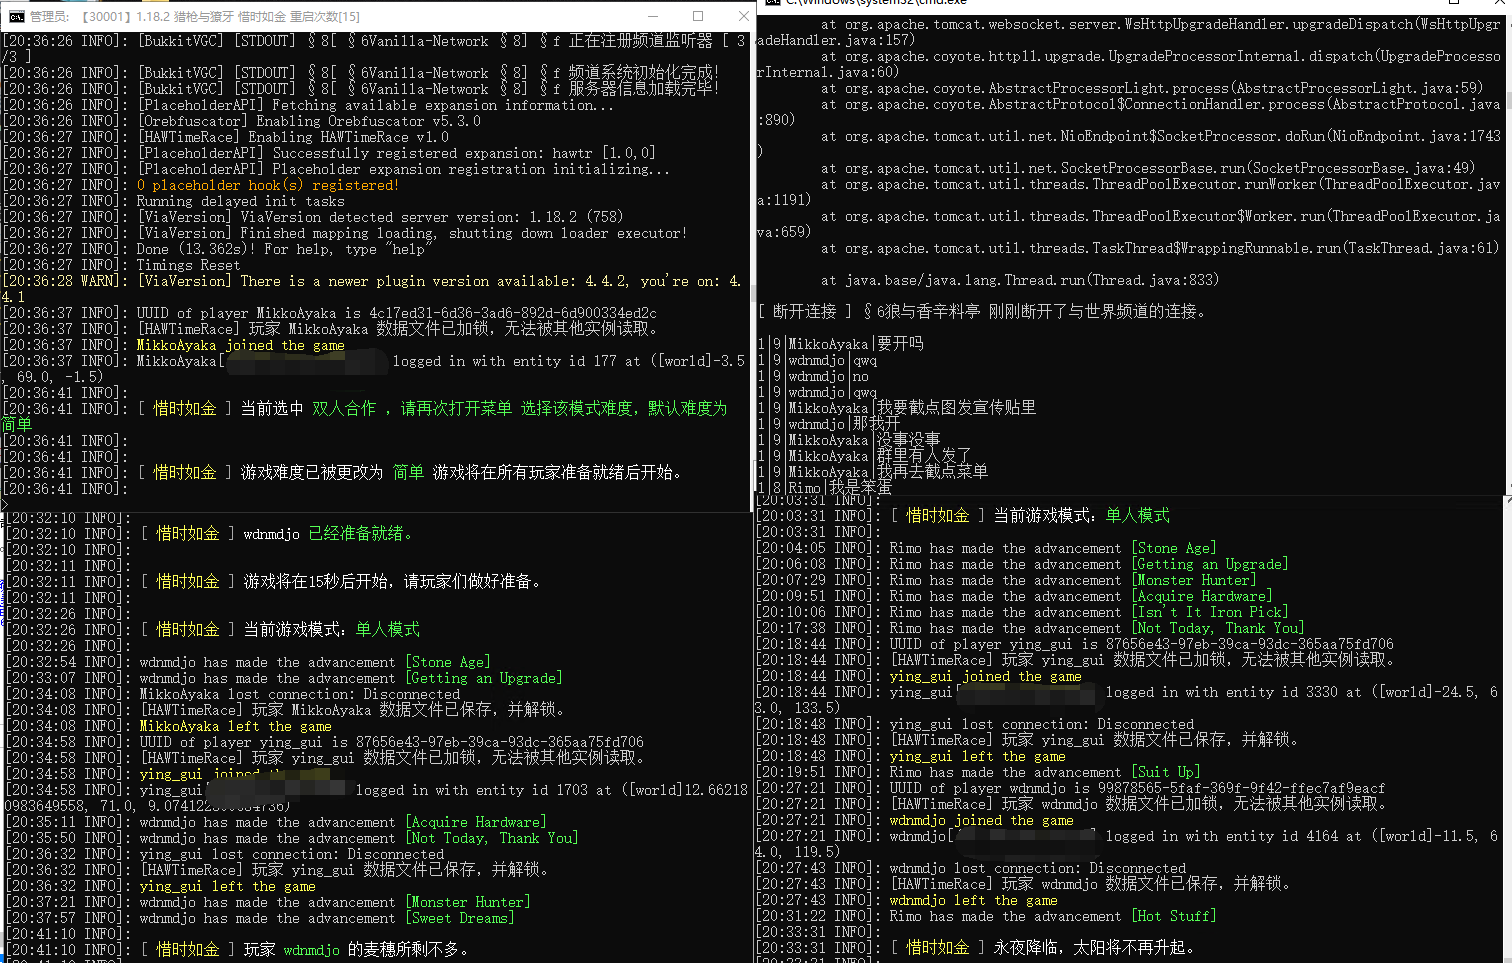 管理员: 【30001】1.18.2 猎枪与獠牙 惜时如金 重启次数[15]
[20:36:26 INFO]: [BukkitVGC] [STDOUT] §8[ §6Vanilla-Network §8] §f 正在注册频道监听器 [ 3
/3 ]
[20:36:26 INFO]: [BukkitVGC] [STDOUT] §8[ §6Vanilla-Network §8] §f 频道系统初始化完成!
[20:36:26 INFO]: [BukkitVGC] [STDOUT] §8[ §6Vanilla-Network §8] §f 服务器信息加载完毕!
[20:36:26 INFO]: [PlaceholderAPI] Fetching available expansion information...
[20:36:26 INFO]: [Orebfuscator] Enabling Orebfuscator v5.3.0
[20:36:27 INFO]: [HAWTimeRace] Enabling HAWTimeRace v1.0
[20:36:27 INFO]: [PlaceholderAPI] Successfully registered expansion: hawtr [1.0,0]
[20:36:27 INFO]: [PlaceholderAPI] Placeholder expansion registration initializing...
[20:36:27 INFO]: 0 placeholder hook(s) registered!
[20:36:27 INFO]: Running delayed init tasks
[20:36:27 INFO]: [ViaVersion] ViaVersion detected server version: 1.18.2 (758)
[20:36:27 INFO]: [ViaVersion] Finished mapping loading, shutting down loader executor!
[20:36:27 INFO]: Done (13.362s)! For help, type "help"
[20:36:27 INFO]: Timings Reset
[20:36:28 WARN]: [ViaVersion] There is a newer plugin version available: 4.4.2, you're on: 4.
4.1
[20:36:37 INFO]: UUID of player MikkoAyaka is 4c17ed31-6d36-3ad6-892d-6d900334ed2c
[20:36:37 INFO]: [HAWTimeRace] 玩家 MikkoAyaka 数据文件已加锁，无法被其他实例读取。
[20:36:37 INFO]: MikkoAyaka joined the game
[20:36:37 INFO]: MikkoAyaka[ logged in with entity id 177 at ([world]-3.5
, 69.0, -1.5)
[20:36:41 INFO]:
[20:36:41 INFO]: [ 惜时如金 ] 当前选中 双人合作 ，请再次打开菜单 选择该模式难度，默认难度为
简单
[20:36:41 INFO]:
[20:36:41 INFO]:
[20:36:41 INFO]: [ 惜时如金 ] 游戏难度已被更改为 简单 游戏将在所有玩家准备就绪后开始。
[20:36:41 INFO]:
>
C:\Windows\system32\cmd.exe
at org.apache.tomcat.websocket.server.WsHttpUpgradeHandler.upgradeDispatch(WsHttpUpgr
adeHandler.java:157)
at org.apache.coyote.http11.upgrade.UpgradeProcessorInternal.dispatch(UpgradeProcesso
rInternal.java:60)
at org.apache.coyote.AbstractProcessorLight.process(AbstractProcessorLight.java:59)
at org.apache.coyote.AbstractProtocol$ConnectionHandler.process(AbstractProtocol.java
:890)
at org.apache.tomcat.util.net.NioEndpoint$SocketProcessor.doRun(NioEndpoint.java:1743
)
at org.apache.tomcat.util.net.SocketProcessorBase.run(SocketProcessorBase.java:49)
at org.apache.tomcat.util.threads.ThreadPoolExecutor.runWorker(ThreadPoolExecutor.jav
a:1191)
at org.apache.tomcat.util.threads.ThreadPoolExecutor$Worker.run(ThreadPoolExecutor.ja
va:659)
at org.apache.tomcat.util.threads.TaskThread$WrappingRunnable.run(TaskThread.java:61)
at java.base/java.lang.Thread.run(Thread.java:833)
[ 断开连接 ] §6狼与香辛料亭 刚刚断开了与世界频道的连接。
1|9|MikkoAyaka|要开吗
1|9|wdnmdjo|qwq
1|9|wdnmdjo|no
1|9|wdnmdjo|qwq
1|9|MikkoAyaka|我要截点图发宣传贴里
1|9|wdnmdjo|那我开
1|9|MikkoAyaka|没事没事
1|9|MikkoAyaka|群里有人发了
1|9|MikkoAyaka|我再去截点菜单
1|8|Rimo|我是笨蛋
[20:32:10 INFO]:
[20:32:10 INFO]: [ 惜时如金 ] wdnmdjo 已经准备就绪。
[20:32:10 INFO]:
[20:32:11 INFO]:
[20:32:11 INFO]: [ 惜时如金 ] 游戏将在15秒后开始，请玩家们做好准备。
[20:32:11 INFO]:
[20:32:26 INFO]:
[20:32:26 INFO]: [ 惜时如金 ] 当前游戏模式：单人模式
[20:32:26 INFO]:
[20:32:54 INFO]: wdnmdjo has made the advancement [Stone Age]
[20:33:07 INFO]: wdnmdjo has made the advancement [Getting an Upgrade]
[20:34:08 INFO]: MikkoAyaka lost connection: Disconnected
[20:34:08 INFO]: [HAWTimeRace] 玩家 MikkoAyaka 数据文件已保存，并解锁。
[20:34:08 INFO]: MikkoAyaka left the game
[20:34:58 INFO]: UUID of player ying_gui is 87656e43-97eb-39ca-93dc-365aa75fd706
[20:34:58 INFO]: [HAWTimeRace] 玩家 ying_gui 数据文件已加锁，无法被其他实例读取。
[20:34:58 INFO]: ying_gui joined
[20:34:58 INFO]: ying_gui logged in with entity id 1703 at ([world]12.66218
0983649558, 71.0,
[20:35:11 INFO]: wdnmdjo has made the advancement [Acquire Hardware]
[20:35:50 INFO]: wdnmdjo has made the advancement [Not Today, Thank You]
[20:36:32 INFO]: ying_gui lost connection: Disconnected
[20:36:32 INFO]: [HAWTimeRace] 玩家 ying_gui 数据文件已保存，并解锁。
[20:36:32 INFO]: ying_gui left the game
[20:37:21 INFO]: wdnmdjo has made the advancement [Monster Hunter]
[20:37:57 INFO]: wdnmdjo has made the advancement [Sweet Dreams]
[20:41:10 INFO]:
[20:41:10 INFO]: [ 惜时如金 ] 玩家 wdnmdjo 的麦穗所剩不多。
[20:41:10 INFO]:
[20:03:31 INFO]:
[20:03:31 INFO]: [ 惜时如金 ] 当前游戏模式：单人模式
[20:03:31 INFO]:
[20:04:05 INFO]: Rimo has made the advancement [Stone Age]
[20:06:08 INFO]: Rimo has made the advancement [Getting an Upgrade]
[20:07:29 INFO]: Rimo has made the advancement [Monster Hunter]
[20:09:51 INFO]: Rimo has made the advancement [Acquire Hardware]
[20:10:06 INFO]: Rimo has made the advancement [Isn't It Iron Pick]
[20:17:38 INFO]: Rimo has made the advancement [Not Today, Thank You]
[20:18:44 INFO]: UUID of player ying_gui is 87656e43-97eb-39ca-93dc-365aa75fd706
[20:18:44 INFO]: [HAWTimeRace] 玩家 ying_gui 数据文件已加锁，无法被其他实例读取。
[20:18:44 INFO]: ying_gui joined the game
[20:18:44 INFO]: ying_gui[ logged in with entity id 3330 at ([world]-24.5, 6
3.0, 133.5)
[20:18:48 INFO]: ying_gui lost connection: Disconnected
[20:18:48 INFO]: [HAWTimeRace] 玩家 ying_gui 数据文件已保存，并解锁。
[20:18:48 INFO]: ying_gui left the game
[20:19:51 INFO]: Rimo has made the advancement [Suit Up]
[20:27:21 INFO]: UUID of player wdnmdjo is 99878565-5faf-369f-9f42-ffec7af9eacf
[20:27:21 INFO]: [HAWTimeRace] 玩家 wdnmdjo 数据文件已加锁，无法被其他实例读取。
[20:27:21 INFO]: wdnmdjo joined the game
[20:27:21 INFO]: wdnmdjo[ ] logged in with entity id 4164 at ([world]-11.5, 6
4.0, 119.5)
[20:27:43 INFO]: wdnmdjo lost connection: Disconnected
[20:27:43 INFO]: [HAWTimeRace] 玩家 wdnmdjo 数据文件已保存，并解锁。
[20:27:43 INFO]: wdnmdjo left the game
[20:31:22 INFO]: Rimo has made the advancement [Hot Stuff]
[20:33:31 INFO]:
[20:33:31 INFO]: [ 惜时如金 ] 永夜降临，太阳将不再升起。
[20:33:31 INFO]: